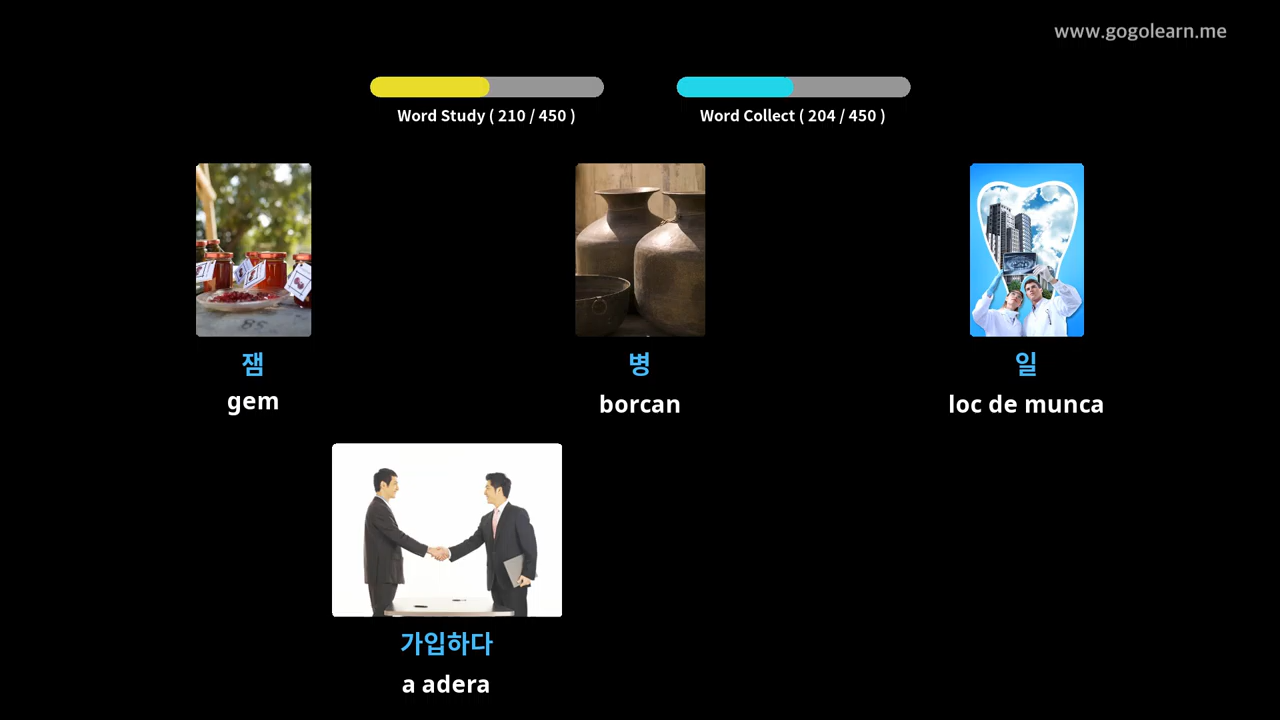 www.gogolearn.me
Word Study ( 210 / 450 )
Word Collect ( 204 / 450 )
잼
gem
병
borcan
일
loc de munca
가입하다
a adera